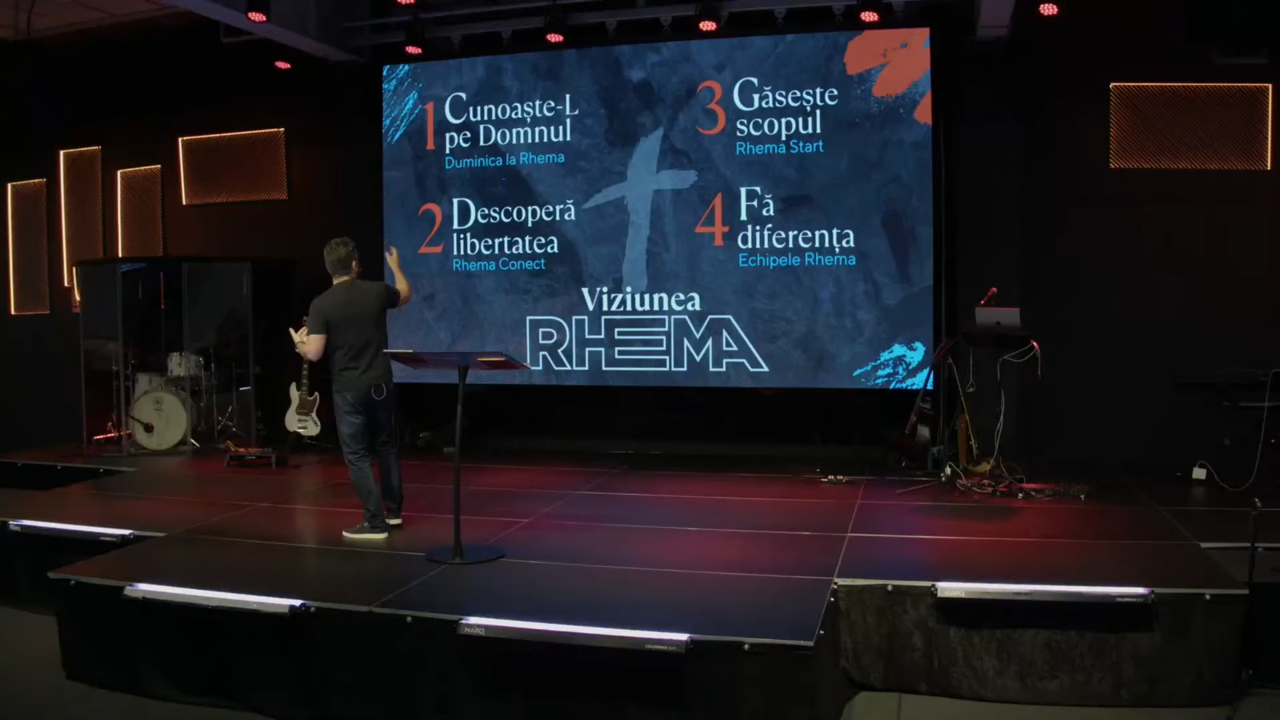 1 Cunoaște-L
pe Domnul
Duminica la Rhema
2 Descoperă
libertatea
Rhema Conect
3 Găsește
scopul
Rhema Start
4 Fă
diferența
Echipele Rhema
Viziunea
RHEMA